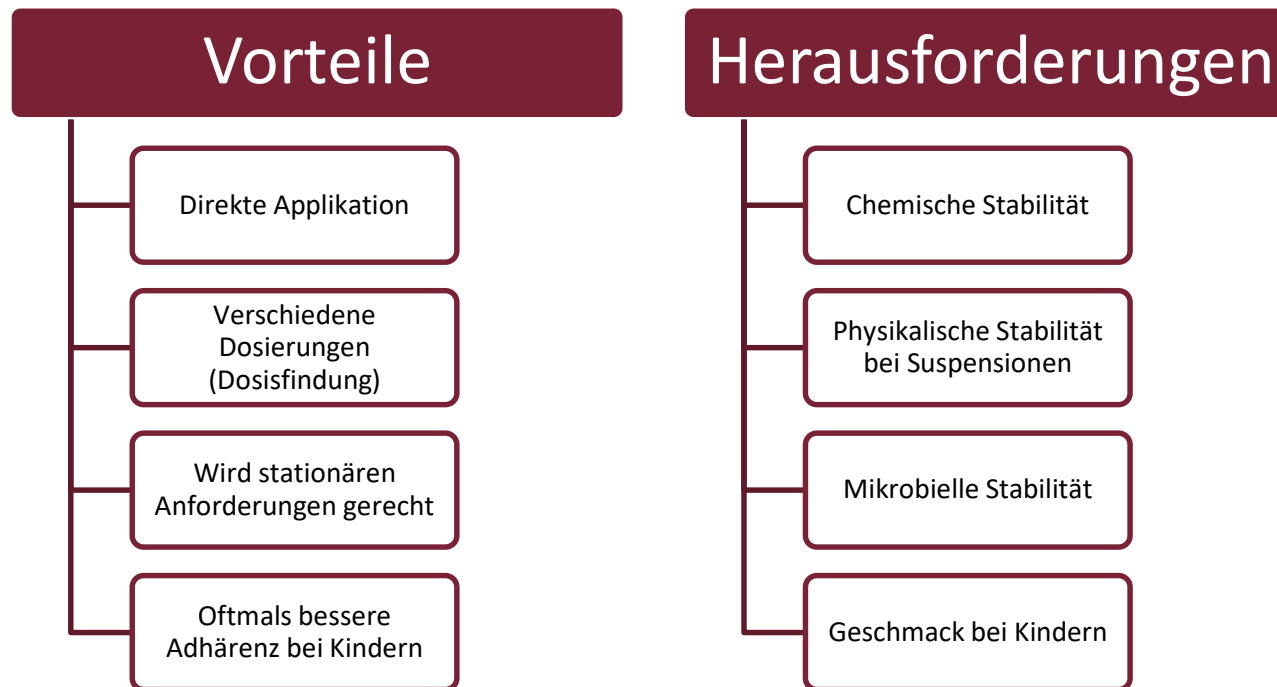 Vorteile
Direkte Applikation
Verschiedene
Dosierungen
(Dosisfindung)
Wird stationären
Anforderungen gerecht
Oftmals bessere
Adhärenz bei Kindern
Herausforderungen
Chemische Stabilität
Physikalische Stabilität
bei Suspensionen
Mikrobielle Stabilität
Geschmack bei Kindern